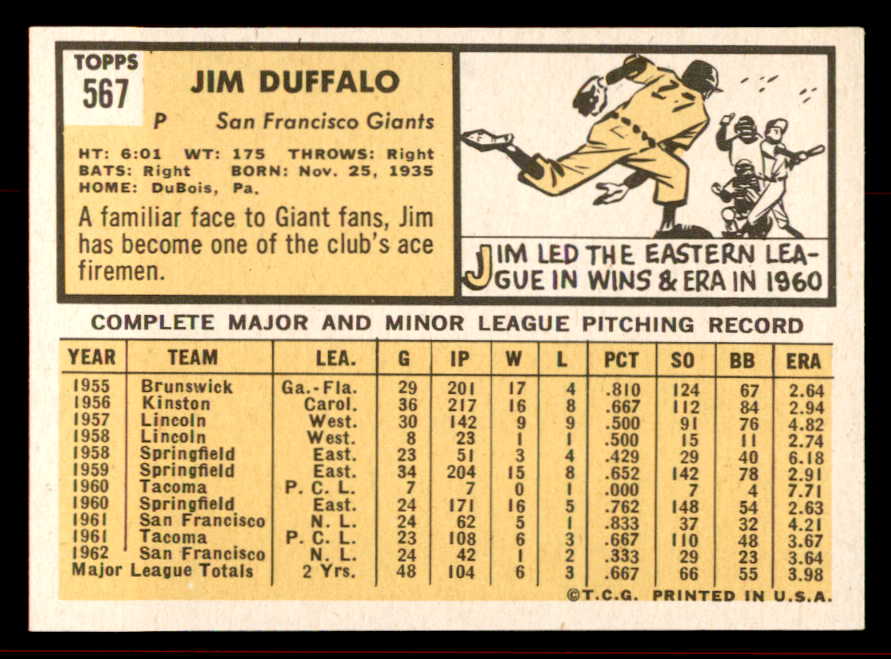 TOPPS
567
JIM DUFFALO
P San Francisco Giants
HT: 6:01 WT: 175 THROWS: Right
BATS: Right BORN: Nov. 25, 1935
HOME: DuBois, Pa.
A familiar face to Giant fans, Jim
has become one of the club's ace
firemen.
27
JIM LED THE EASTERN LEA-
GUE IN WINS & ERA IN 1960
COMPLETE MAJOR AND MINOR LEAGUE PITCHING RECORD
YEAR TEAM LEA. G IP W L PCT SO BB ERA
1955 Brunswick Ga.-Fla. 29 201 17 4 .810 124 67 2.64
1956 Kinston Carol. 36 217 16 8 .667 112 84 2.94
1957 Lincoln West. 30 142 9 9 .500 91 76 4.82
1958 Lincoln West. 8 23 1 1 .500 15 11 2.74
1958 Springfield East. 23 51 3 4 .429 29 40 6.18
1959 Springfield East. 34 204 15 8 .652 142 78 2.91
1960 Tacoma P. C. L. 7 7 0 1 .000 7 4 7.71
1960 Springfield East. 24 171 16 5 .762 148 54 2.63
1961 San Francisco N. L. 24 62 5 1 .833 37 32 4.21
1961 Tacoma P. C. L. 23 108 6 3 .667 110 48 3.67
1962 San Francisco N. L. 24 42 1 2 .333 29 23 3.64
Major League Totals 2 Yrs. 48 104 6 3 .667 66 55 3.98
©T.C.G. PRINTED IN U.S.A.